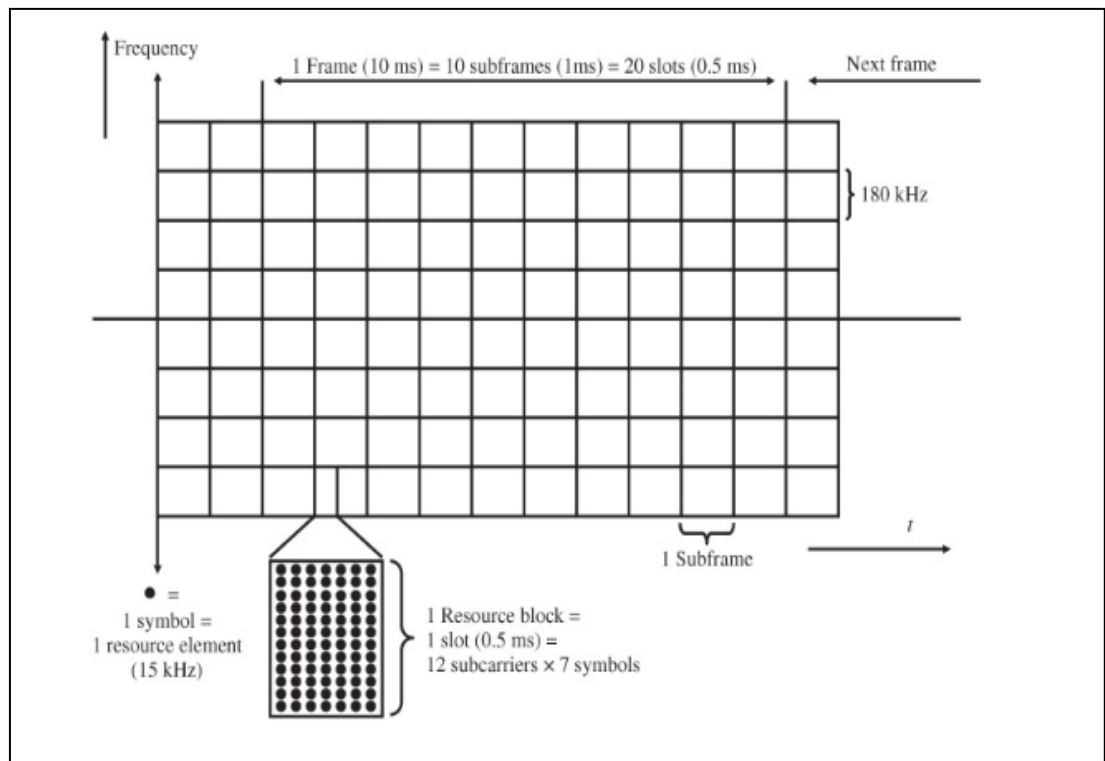 Frequency
1 Frame (10 ms) = 10 subframes (1ms) = 20 slots (0.5 ms)
Next frame
180 kHz
t
1 Subframe
● =
1 symbol =
1 resource element
(15 kHz)
1 Resource block =
1 slot (0.5 ms) =
12 subcarriers × 7 symbols